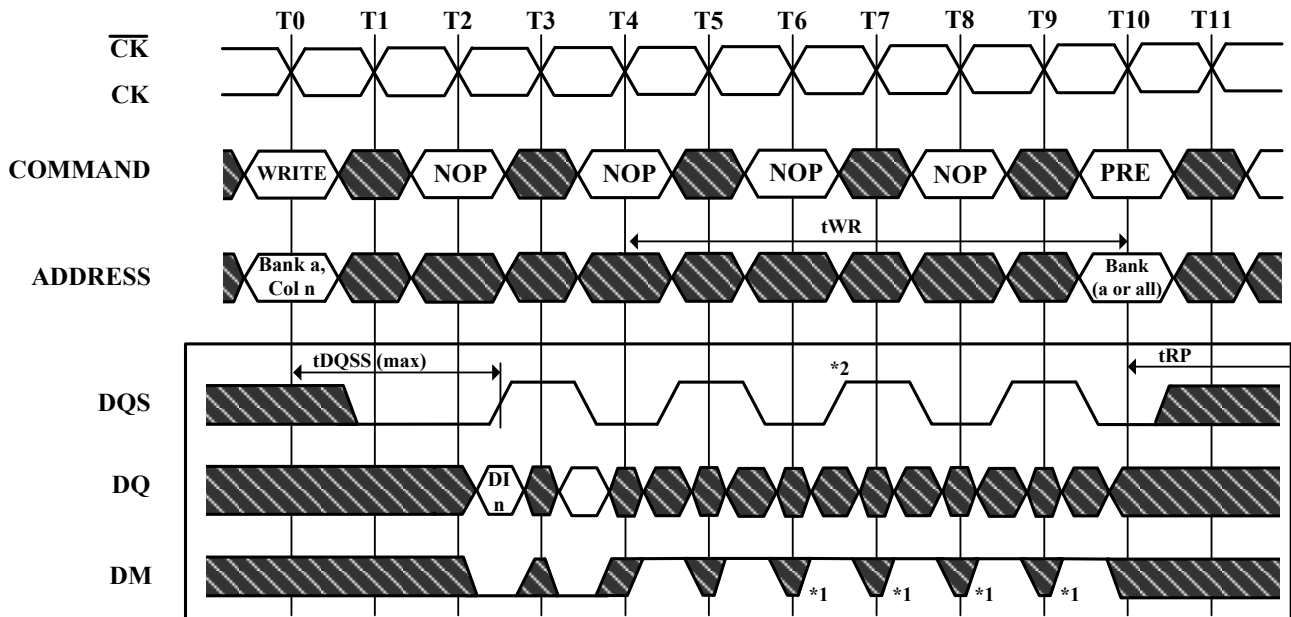 T0 T1 T2 T3 T4 T5 T6 T7 T8 T9 T10 T11
CK
CK
COMMAND
WRITE NOP NOP NOP NOP PRE
tWR
ADDRESS
Bank a,
Col n
Bank
(a or all)
tDQSS (max)
*2
tRP
DQS
DQ
DI
n
DM
*1 *1 *1 *1